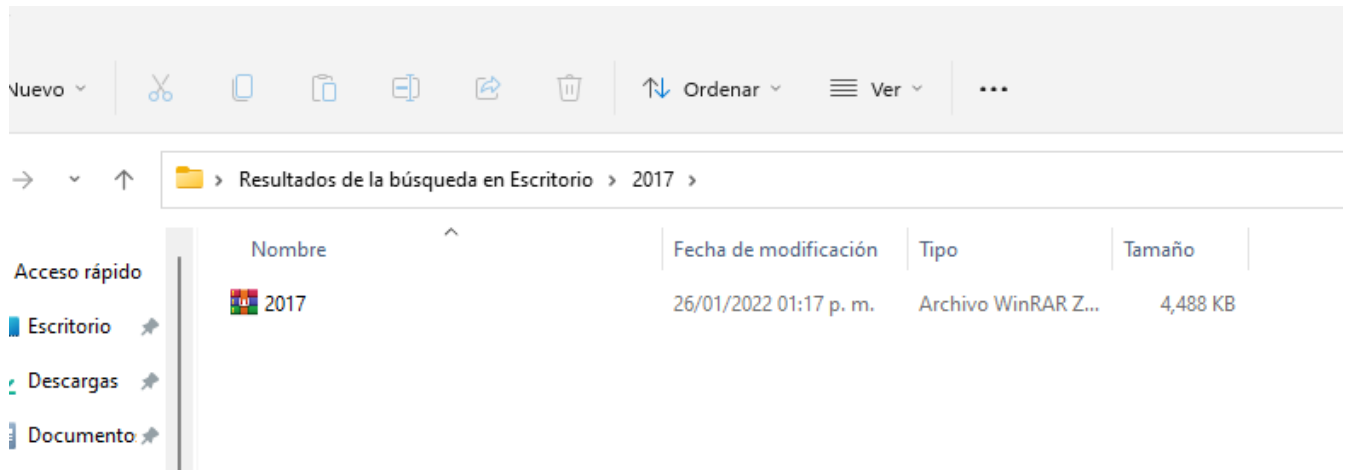 Nuevo Ordenar Ver ...
Resultados de la búsqueda en Escritorio > 2017 >
Nombre Fecha de modificación Tipo Tamaño
Acceso rápido
2017 26/01/2022 01:17 p. m. Archivo WinRAR Z... 4,488 KB
Escritorio
Descargas
Documento